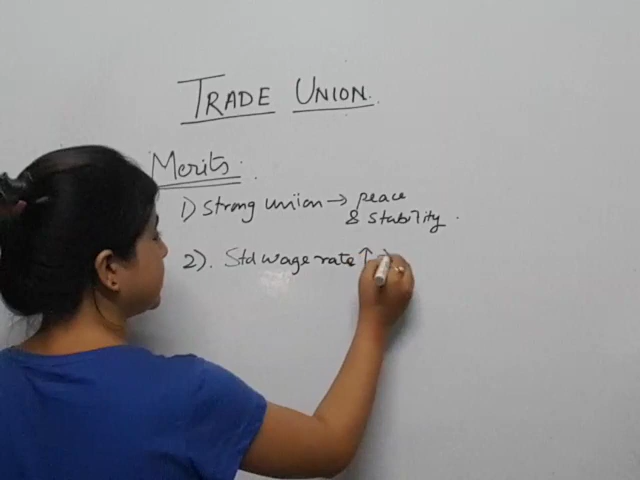 TRADE UNION.
Merits.
1) strong union → peace
& stability.
2). Std wage rate ↑